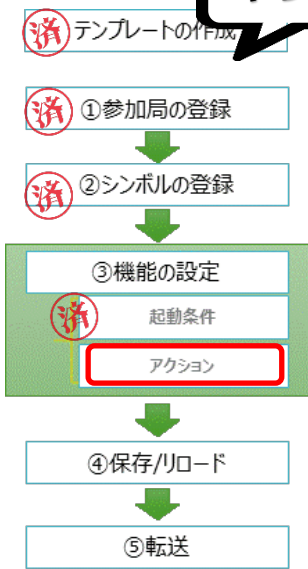 済 テンプレートの作成
済 ①参加局の登録
済 ②シンボルの登録
③機能の設定
済 起動条件
アクション
④保存/リロード
⑤転送